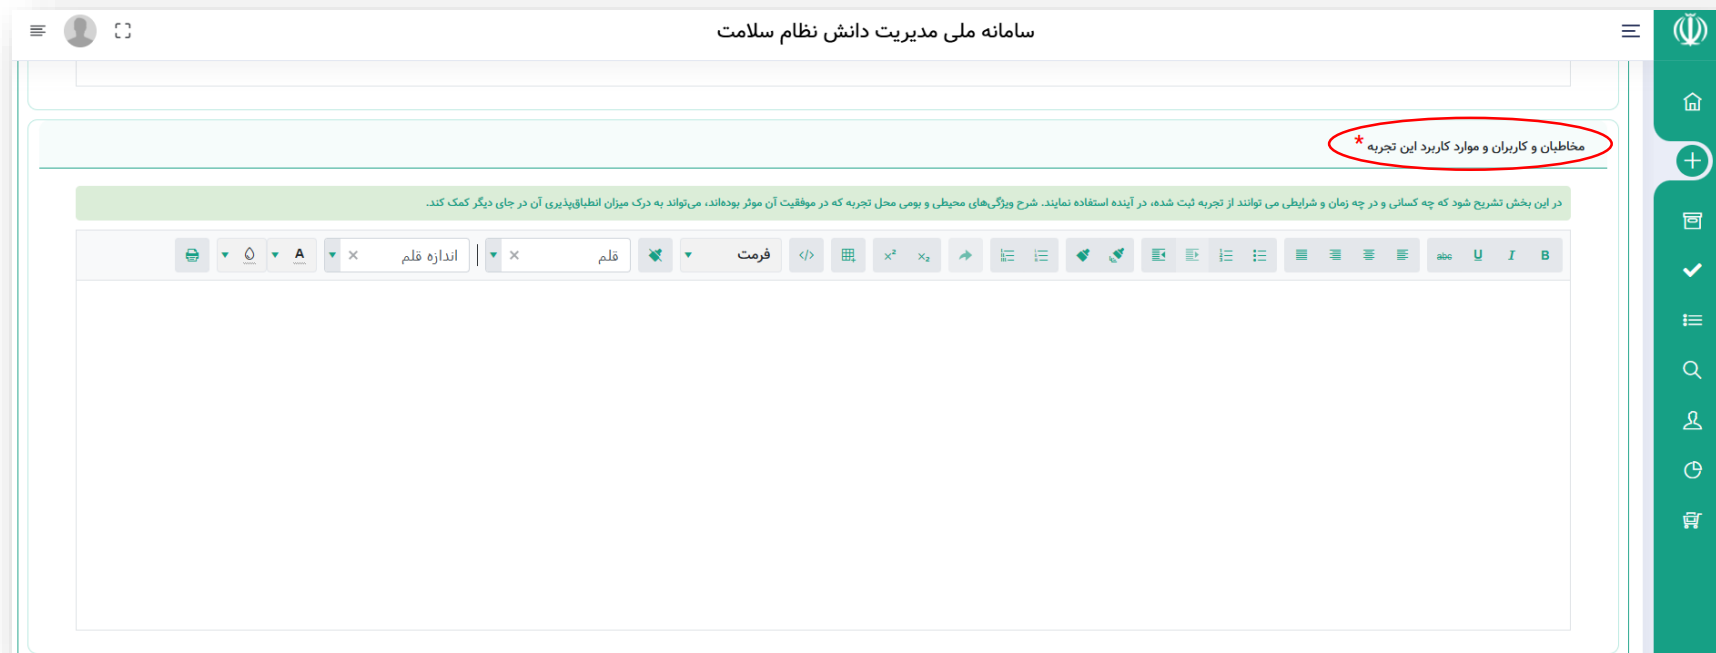 سامانه ملی مدیریت دانش نظام سلامت
مخاطبان و کاربران و موارد کاربرد این تجربه *
در این بخش تشریح شود که چه کسانی و در چه زمان و شرایطی می توانند از تجربه ثبت شده، در آینده استفاده نمایند. شرح ویژگی‌های محیطی و بومی محل تجربه که در موفقیت آن موثر بوده‌اند، می‌تواند به درک میزان انطباق‌پذیری آن در جای دیگر کمک کند.
B I U abc x₂ x² </> فرمت قلم اندازه قلم A